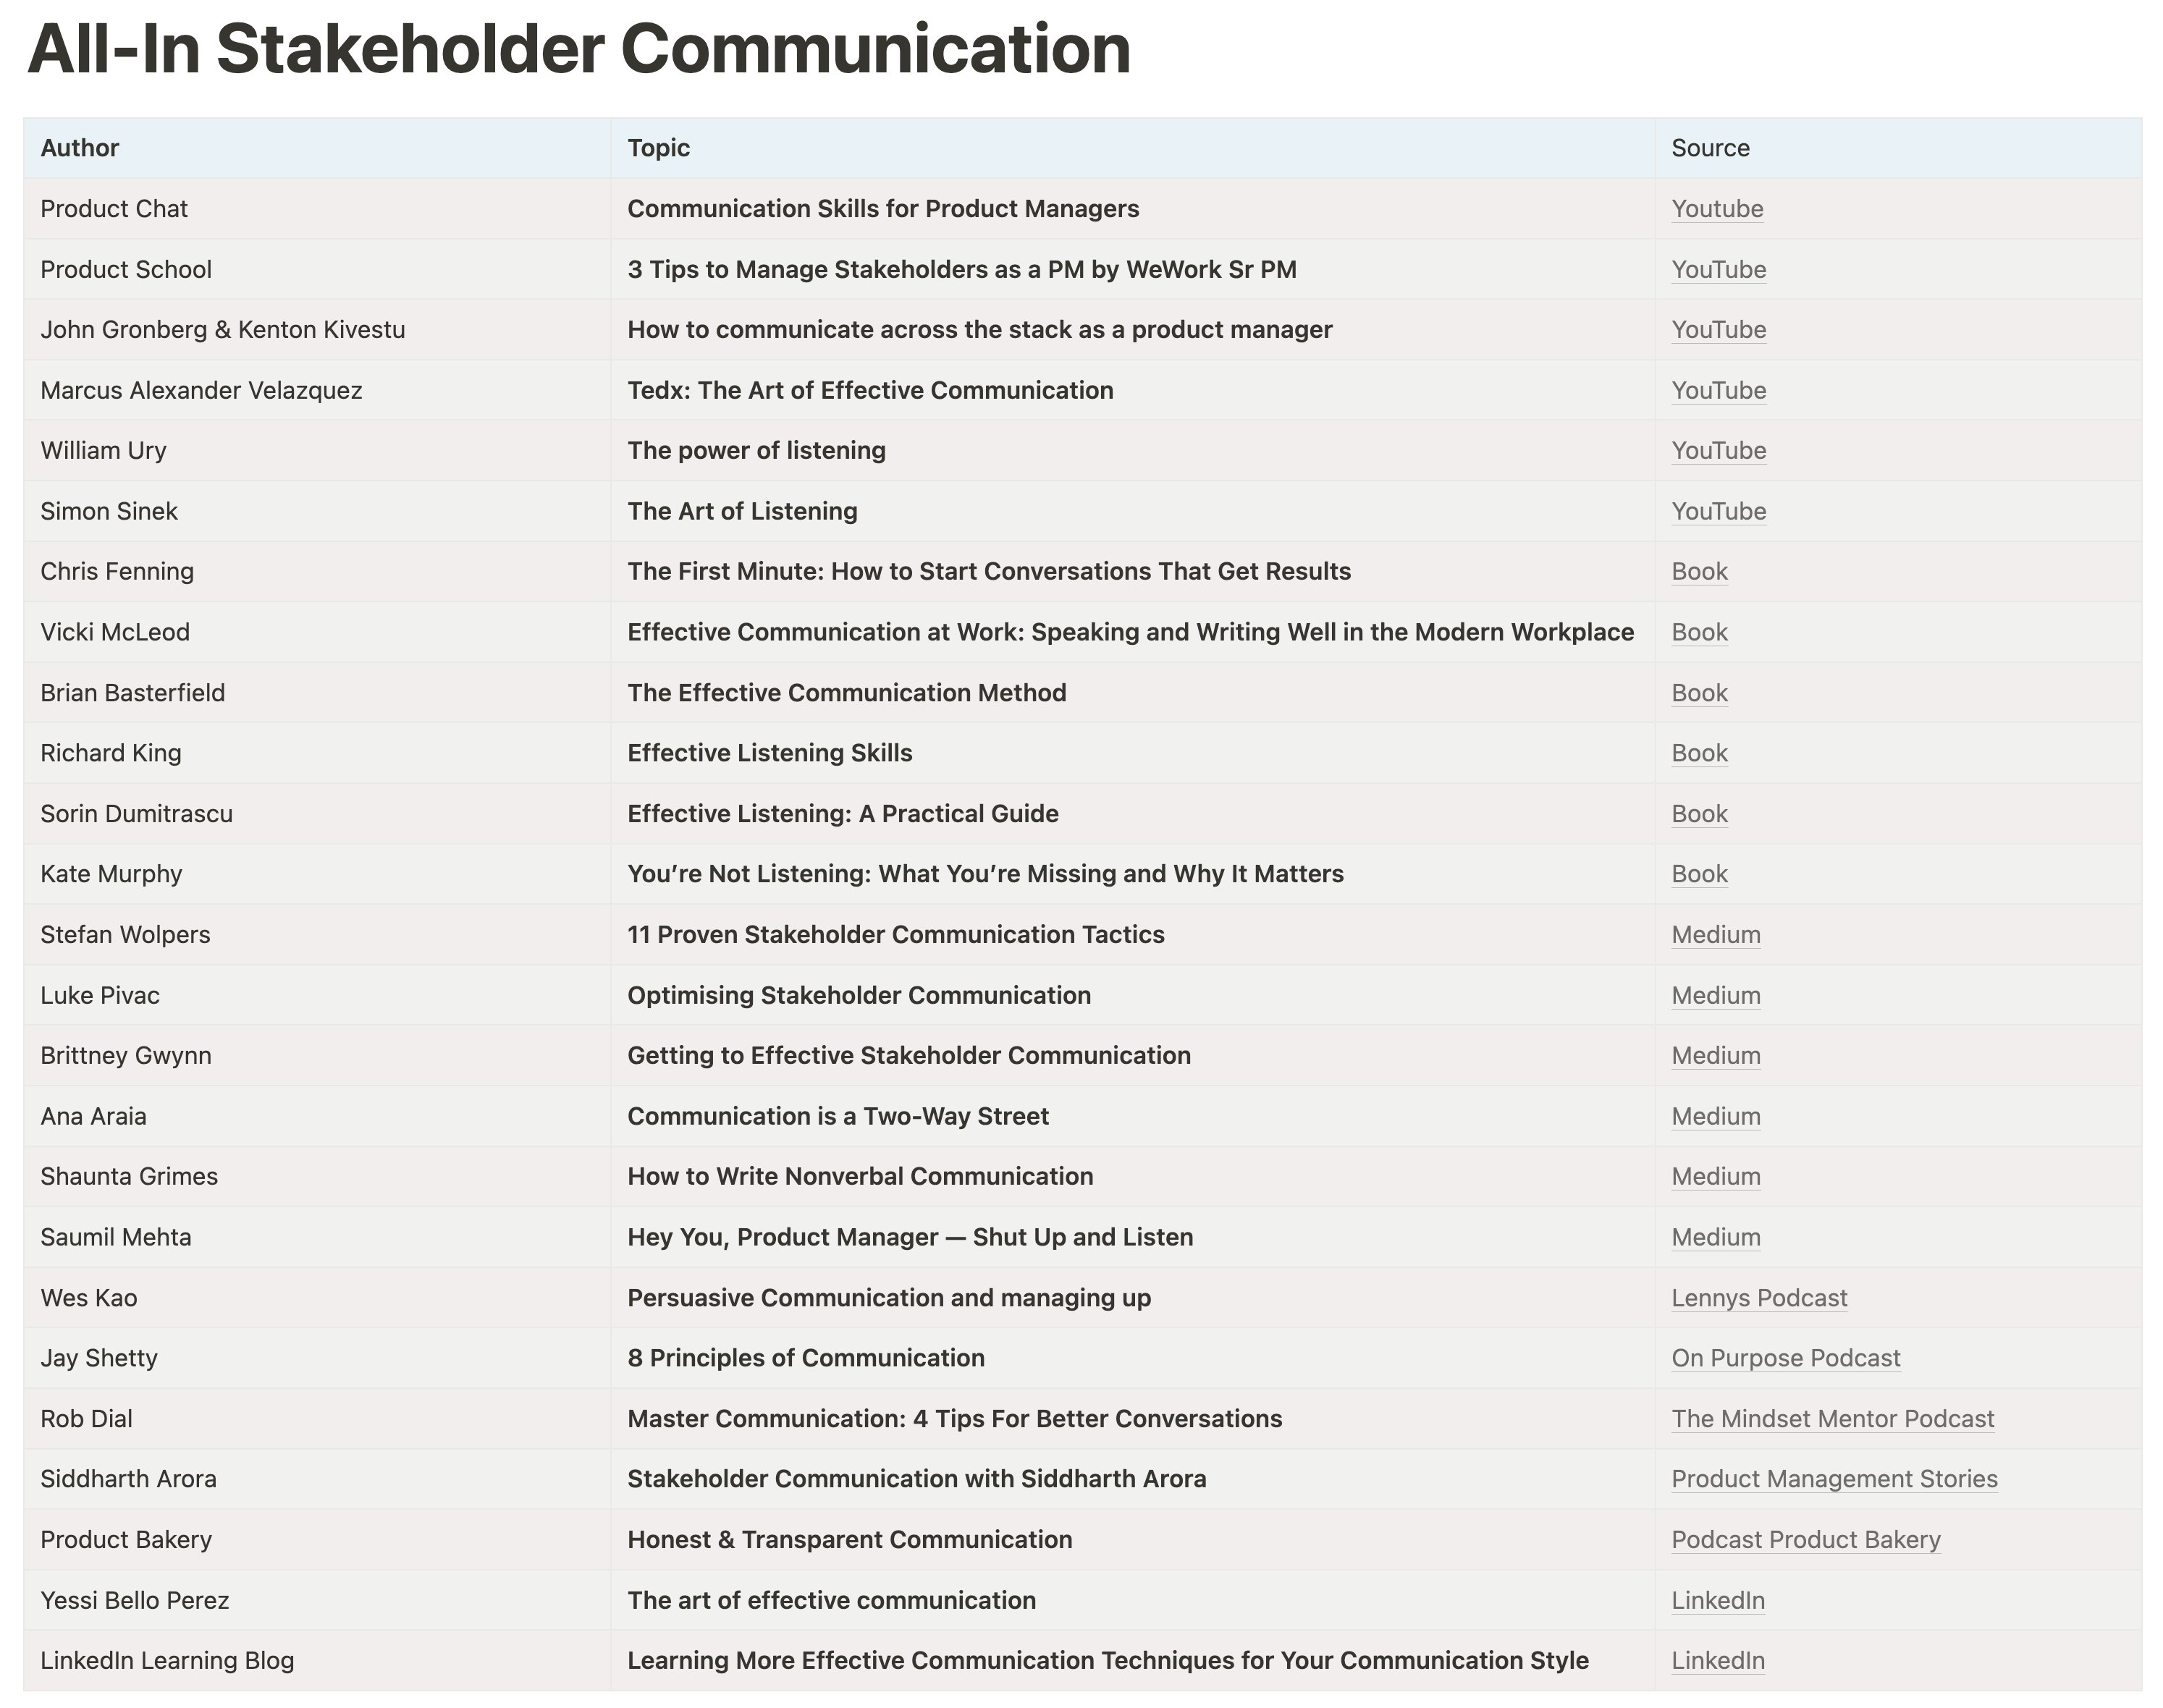 All-In Stakeholder Communication
Author Topic Source
Product Chat Communication Skills for Product Managers Youtube
Product School 3 Tips to Manage Stakeholders as a PM by WeWork Sr PM YouTube
John Gronberg & Kenton Kivestu How to communicate across the stack as a product manager YouTube
Marcus Alexander Velazquez Tedx: The Art of Effective Communication YouTube
William Ury The power of listening YouTube
Simon Sinek The Art of Listening YouTube
Chris Fenning The First Minute: How to Start Conversations That Get Results Book
Vicki McLeod Effective Communication at Work: Speaking and Writing Well in the Modern Workplace Book
Brian Basterfield The Effective Communication Method Book
Richard King Effective Listening Skills Book
Sorin Dumitrascu Effective Listening: A Practical Guide Book
Kate Murphy You’re Not Listening: What You’re Missing and Why It Matters Book
Stefan Wolpers 11 Proven Stakeholder Communication Tactics Medium
Luke Pivac Optimising Stakeholder Communication Medium
Brittney Gwynn Getting to Effective Stakeholder Communication Medium
Ana Araia Communication is a Two-Way Street Medium
Shaunta Grimes How to Write Nonverbal Communication Medium
Saumil Mehta Hey You, Product Manager — Shut Up and Listen Medium
Wes Kao Persuasive Communication and managing up Lennys Podcast
Jay Shetty 8 Principles of Communication On Purpose Podcast
Rob Dial Master Communication: 4 Tips For Better Conversations The Mindset Mentor Podcast
Siddharth Arora Stakeholder Communication with Siddharth Arora Product Management Stories
Product Bakery Honest & Transparent Communication Podcast Product Bakery
Yessi Bello Perez The art of effective communication LinkedIn
LinkedIn Learning Blog Learning More Effective Communication Techniques for Your Communication Style LinkedIn